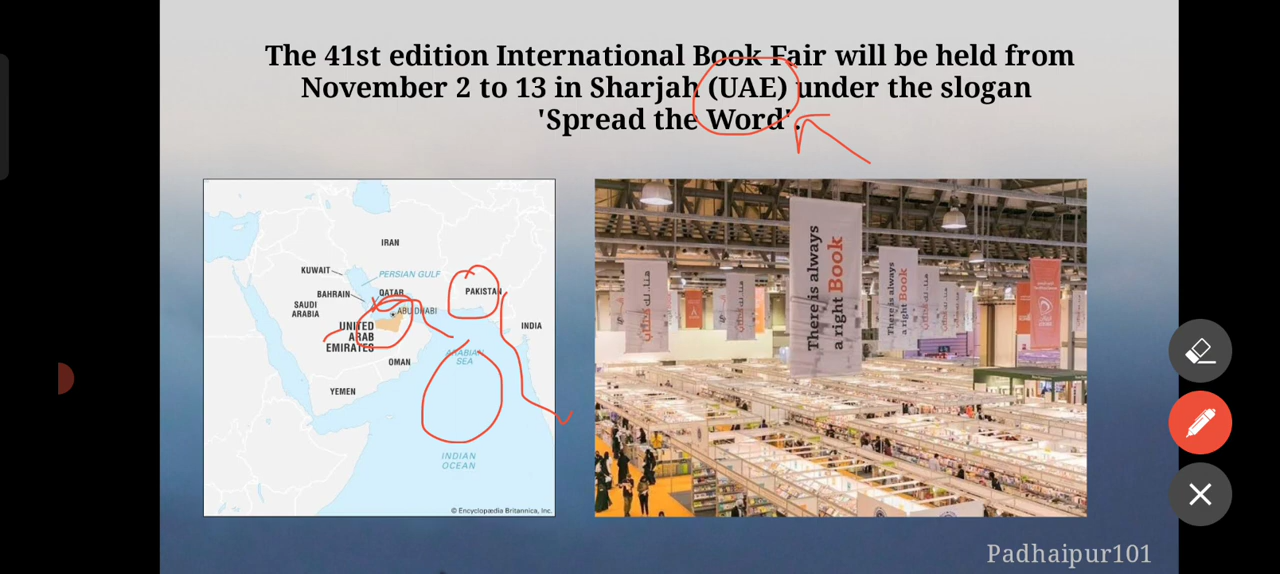 The 41st edition International Book Fair will be held from
November 2 to 13 in Sharjah (UAE) under the slogan
'Spread the Word'.
IRAN
KUWAIT
PERSIAN GULF
BAHRAIN
QATAR
PAKISTAN
SAUDI
ARABIA
ABU DHABI
UNITED
ARAB
EMIRATES
INDIA
ARABIAN
SEA
OMAN
YEMEN
INDIAN
OCEAN
© Encyclopædia Britannica, Inc.
There is always
a right Book
There is always
a right Book
Padhaipur101